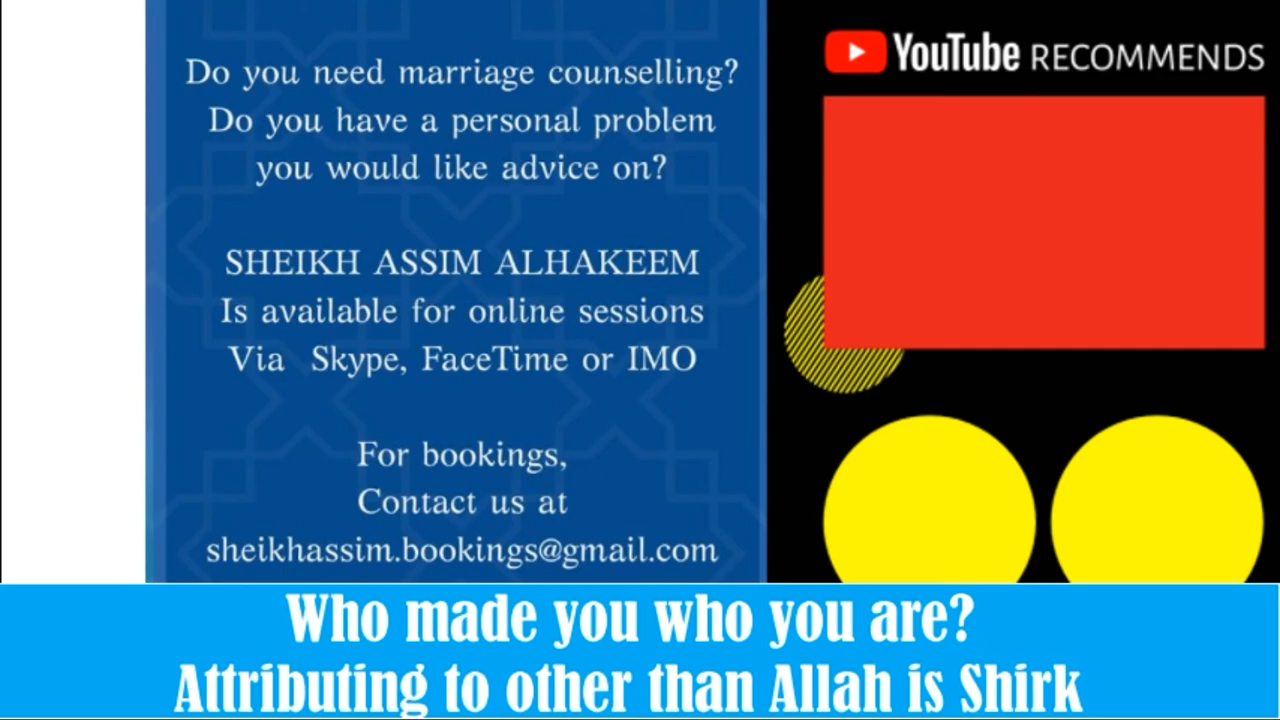 Do you need marriage counselling?
Do you have a personal problem
you would like advice on?
SHEIKH ASSIM ALHAKEEM
Is available for online sessions
Via Skype, FaceTime or IMO
For bookings,
Contact us at
sheikhassim.bookings@gmail.com
YouTube RECOMMENDS
Who made you who you are?
Attributing to other than Allah is Shirk